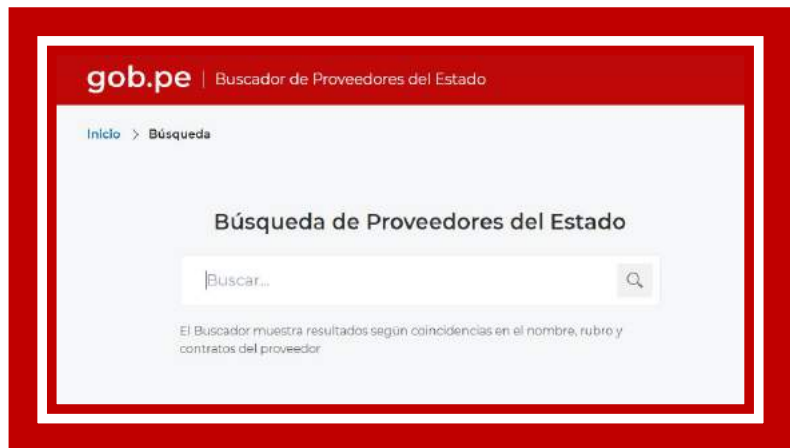 gob.pe | Buscador de Proveedores del Estado
Inicio > Búsqueda
Búsqueda de Proveedores del Estado
Buscar...
El Buscador muestra resultados según coincidencias en el nombre, rubro y
contratos del proveedor